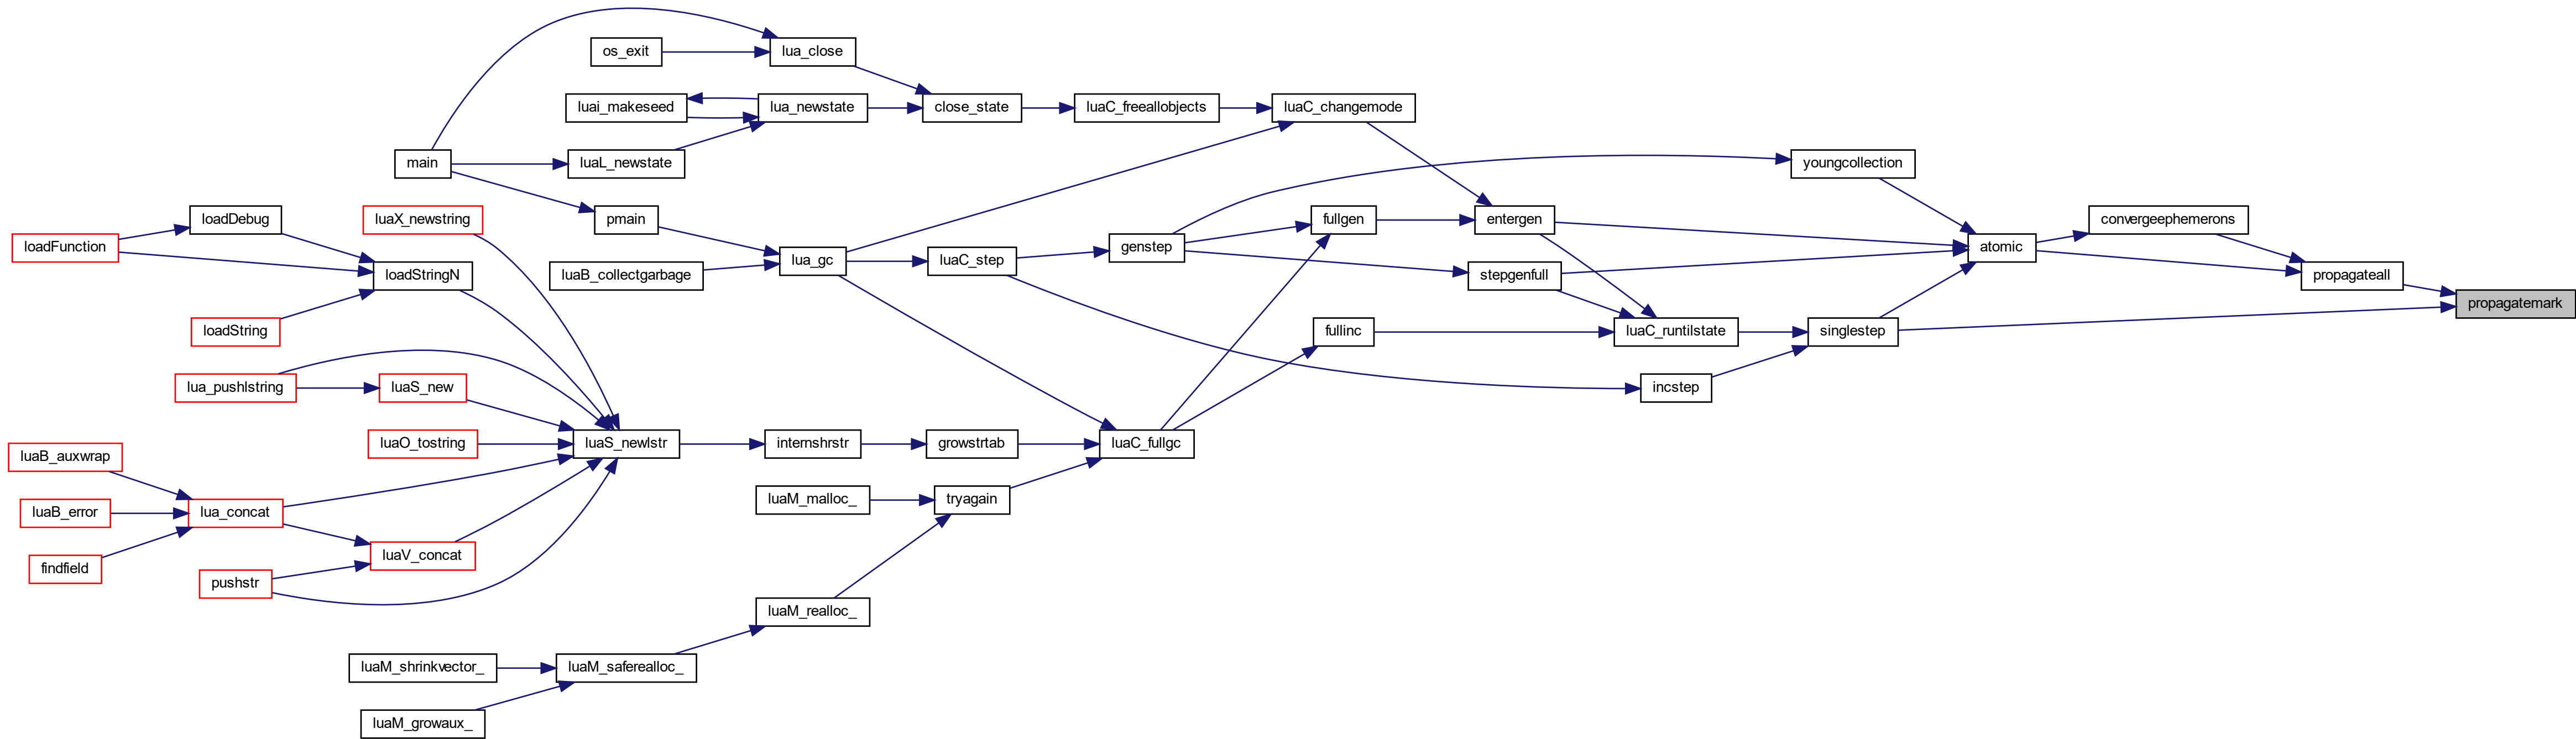 os_exit
lua_close
luai_makeseed
lua_newstate
close_state
luaC_freeallobjects
luaC_changemode
main
luaL_newstate
youngcollection
loadDebug
luaX_newstring
pmain
fullgen
entergen
convergeephemerons
loadFunction
lua_gc
luaC_step
genstep
atomic
loadStringN
luaB_collectgarbage
stepgenfull
propagateall
propagatemark
loadString
fullinc
luaC_runtilstate
singlestep
lua_pushlstring
luaS_new
incstep
luaO_tostring
luaS_newlstr
internshrstr
growstrtab
luaC_fullgc
luaB_auxwrap
luaB_error
lua_concat
luaM_malloc_
tryagain
findfield
luaV_concat
pushstr
luaM_realloc_
luaM_shrinkvector_
luaM_saferealloc_
luaM_growaux_